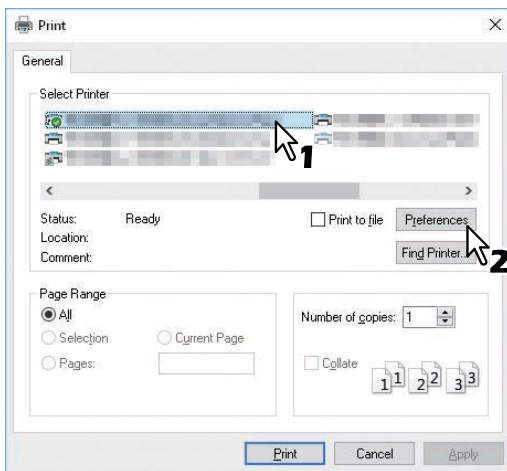 Print
General
Select Printer
1
Status: Ready
Print to file
Preferences
2
Location:
Comment:
Find Printer...
Page Range
All
Selection
Current Page
Pages:
Number of copies: 1
Collate
1 1 2 2 3 3
Print
Cancel
Apply